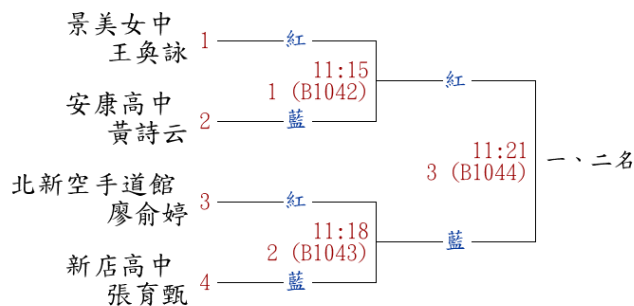 景美女中
王奐詠 1 紅
11:15
1 (B1042) 紅
安康高中
黃詩云 2 藍
11:21
3 (B1044)
一、二名
北新空手道館
廖俞婷 3 紅
11:18
2 (B1043) 藍
新店高中
張育甄 4 藍